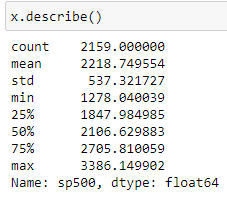 x.describe()
count 2159.000000
mean 2218.749554
std 537.321727
min 1278.040039
25% 1847.984985
50% 2106.629883
75% 2705.810059
max 3386.149902
Name: sp500, dtype: float64